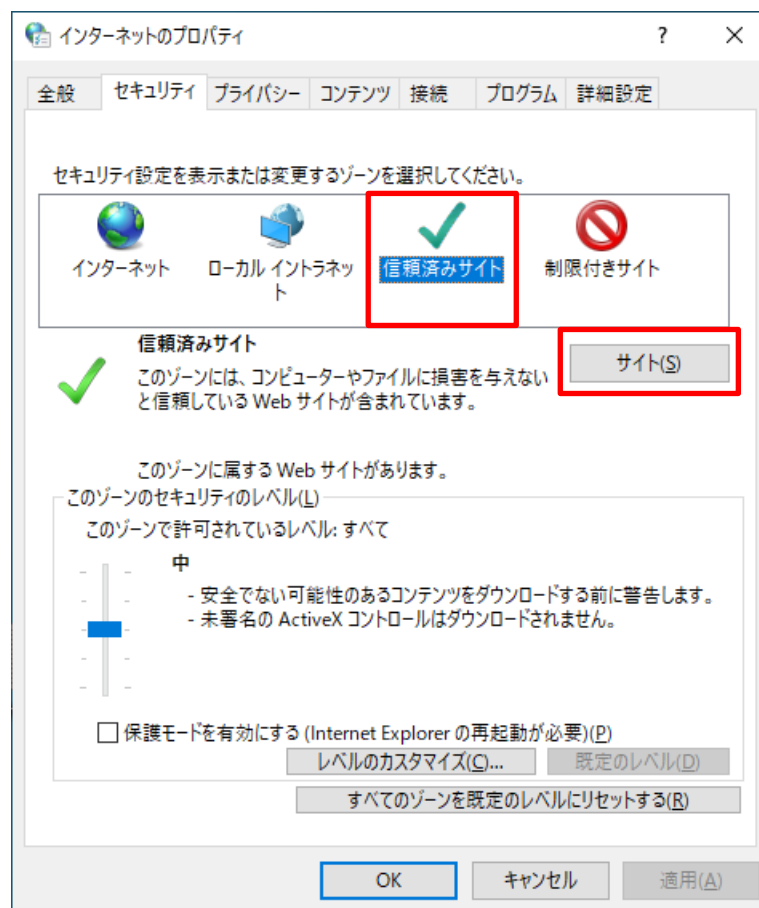 インターネットのプロパティ
?
全般
セキュリティ
プライバシー
コンテンツ
接続
プログラム
詳細設定
セキュリティ設定を表示または変更するゾーンを選択してください。
インターネット
ローカル イントラネッ
ト
信頼済みサイト
制限付きサイト
信頼済みサイト
サイト(S)
このゾーンには、コンピューターやファイルに損害を与えない
と信頼している Web サイトが含まれています。
このゾーンに属する Web サイトがあります。
このゾーンのセキュリティのレベル(L)
このゾーンで許可されているレベル: すべて
中
- 安全でない可能性のあるコンテンツをダウンロードする前に警告します。
- 未署名の ActiveX コントロールはダウンロードされません。
保護モードを有効にする (Internet Explorer の再起動が必要)(P)
レベルのカスタマイズ(C)...
既定のレベル(D)
すべてのゾーンを既定のレベルにリセットする(R)
OK
キャンセル
適用(A)